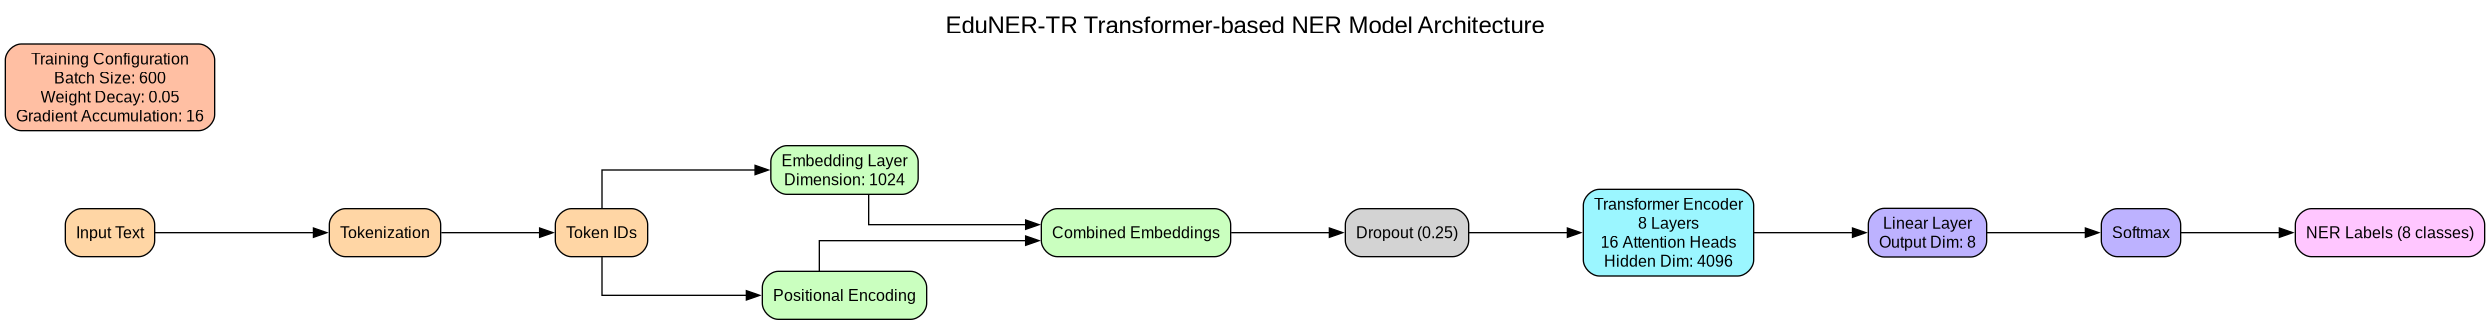 EduNER-TR Transformer-based NER Model Architecture
Training Configuration
Batch Size: 600
Weight Decay: 0.05
Gradient Accumulation: 16
Input Text
Tokenization
Token IDs
Embedding Layer
Dimension: 1024
Positional Encoding
Combined Embeddings
Dropout (0.25)
Transformer Encoder
8 Layers
16 Attention Heads
Hidden Dim: 4096
Linear Layer
Output Dim: 8
Softmax
NER Labels (8 classes)